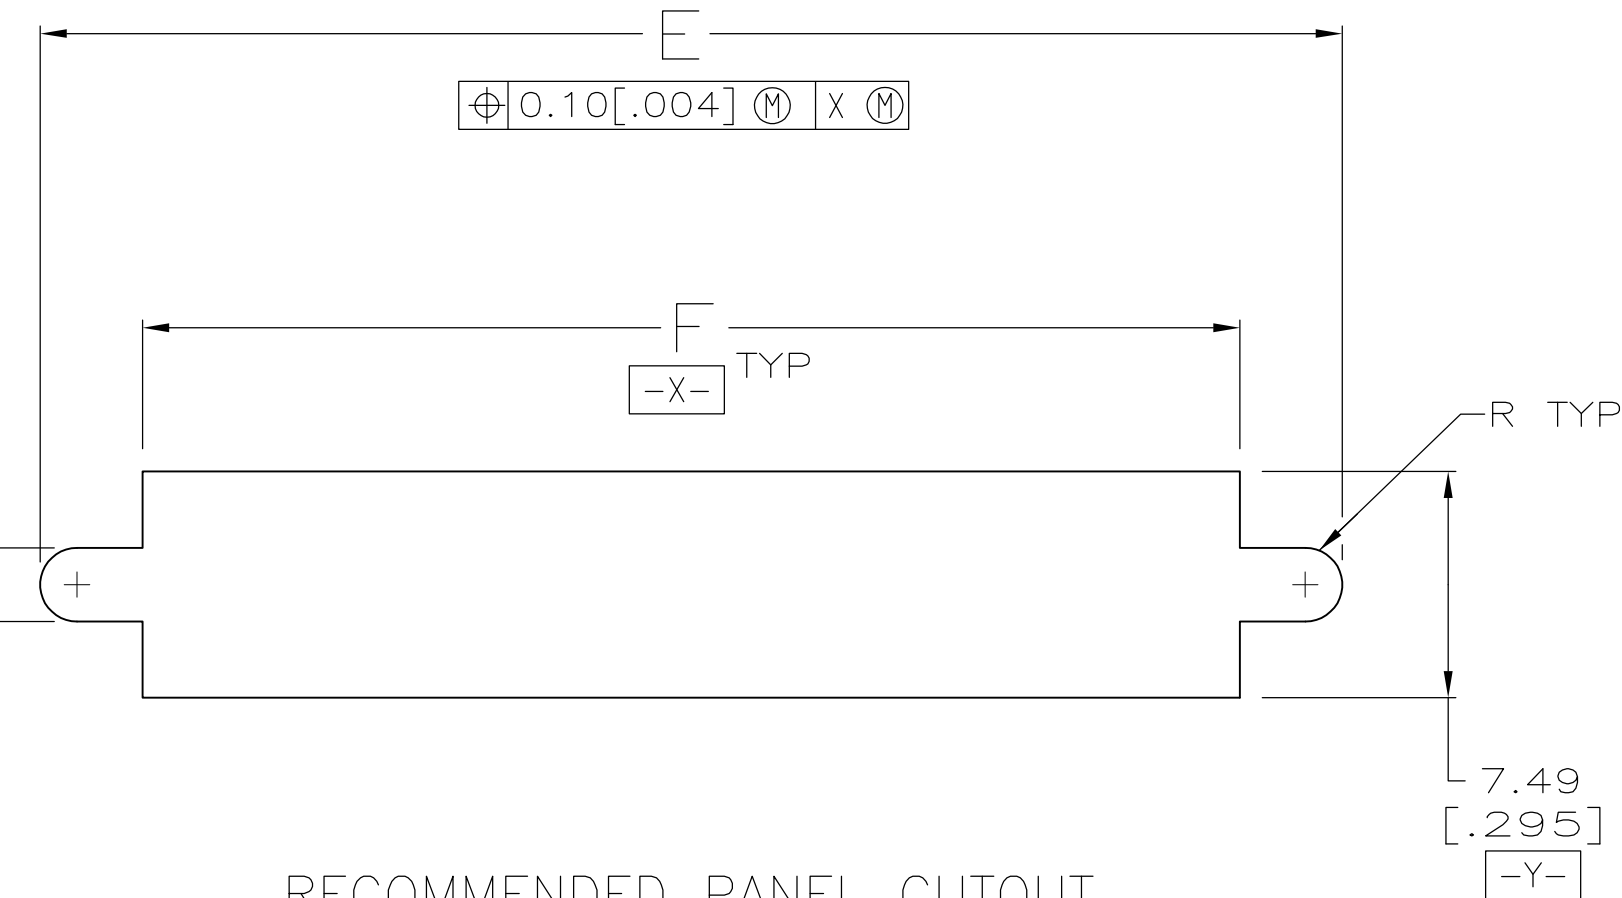 E
⌖ 0.10[.004] Ⓜ X Ⓜ
F
TYP
-X-
R TYP
7.49
[.295]
-Y-
RECOMMENDED PANEL CUTOUT